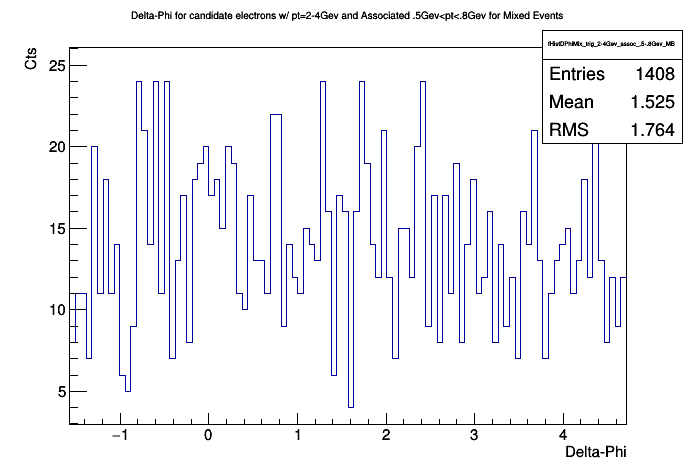 Delta-Phi for candidate electrons w/ pt=2-4Gev and Associated .5Gev<pt<.8Gev for Mixed Events
fHistDPhiMix_trig_2-4Gev_assoc_.5-.8Gev_MB
Entries 1408
Mean 1.525
RMS 1.764
Cts
25
20
15
10
5
−1 0 1 2 3 4
Delta-Phi